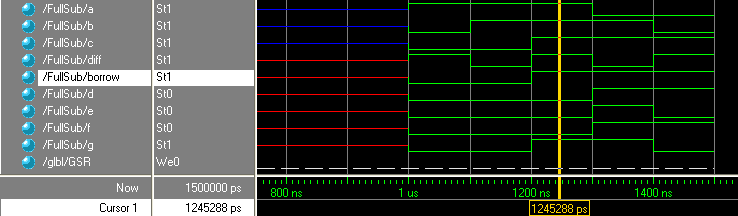 /FullSub/a St1
/FullSub/b St1
/FullSub/c St1
/FullSub/diff St1
/FullSub/borrow St1
/FullSub/d St0
/FullSub/e St0
/FullSub/f St0
/FullSub/g St1
/glbl/GSR We0
Now 1500000 ps 800 ns 1 us 1200 ns 1400 ns
Cursor 1 1245288 ps 1245288 ps